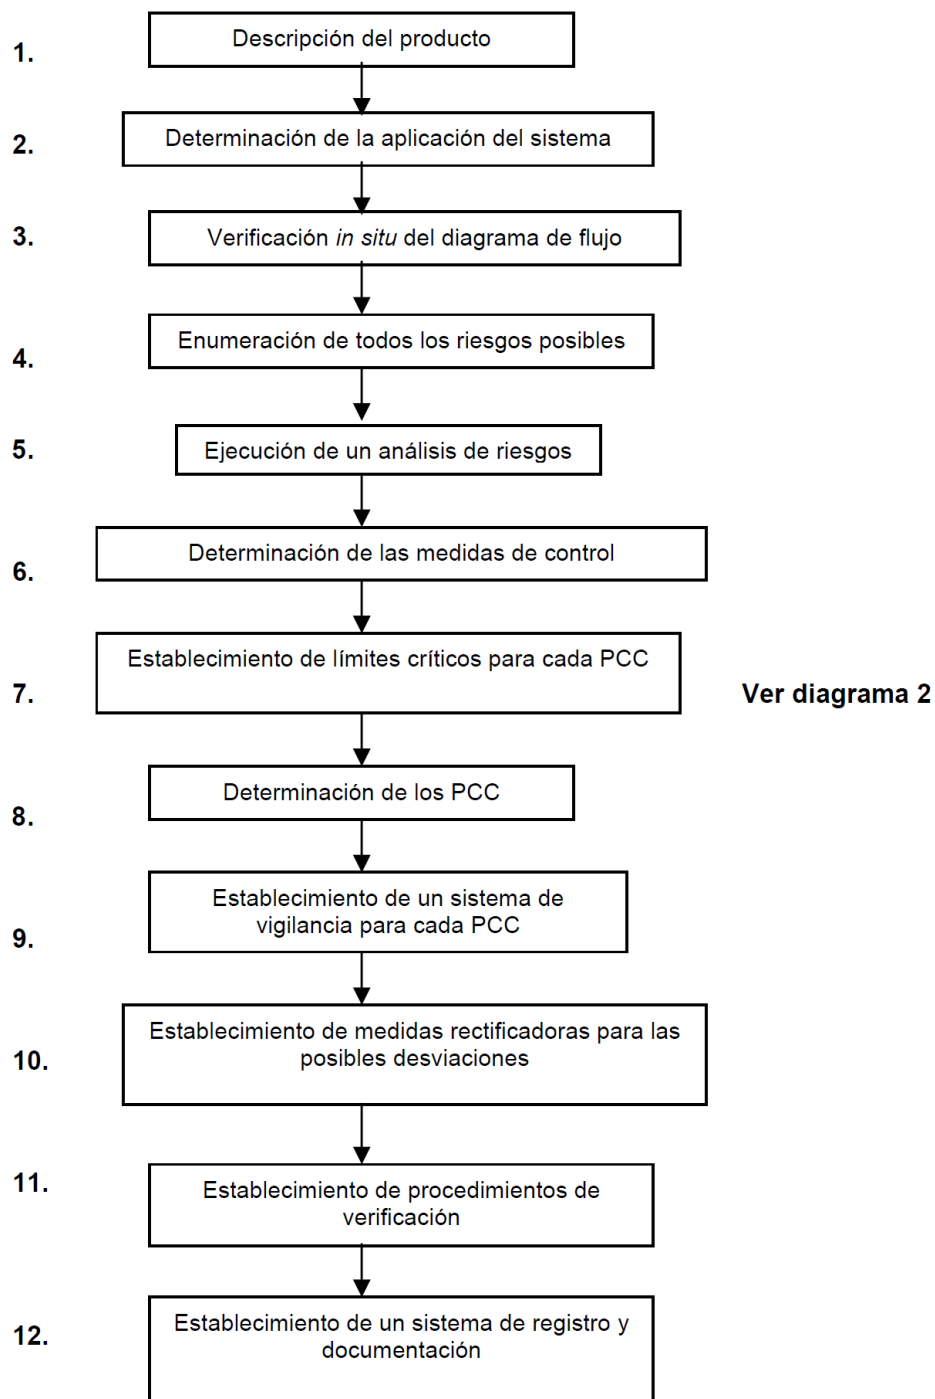 1.
Descripción del producto
2.
Determinación de la aplicación del sistema
3.
Verificación in situ del diagrama de flujo
4.
Enumeración de todos los riesgos posibles
5.
Ejecución de un análisis de riesgos
6.
Determinación de las medidas de control
7.
Establecimiento de límites críticos para cada PCC
Ver diagrama 2
8.
Determinación de los PCC
9.
Establecimiento de un sistema de
vigilancia para cada PCC
10.
Establecimiento de medidas rectificadoras para las
posibles desviaciones
11.
Establecimiento de procedimientos de
verificación
12.
Establecimiento de un sistema de registro y
documentación